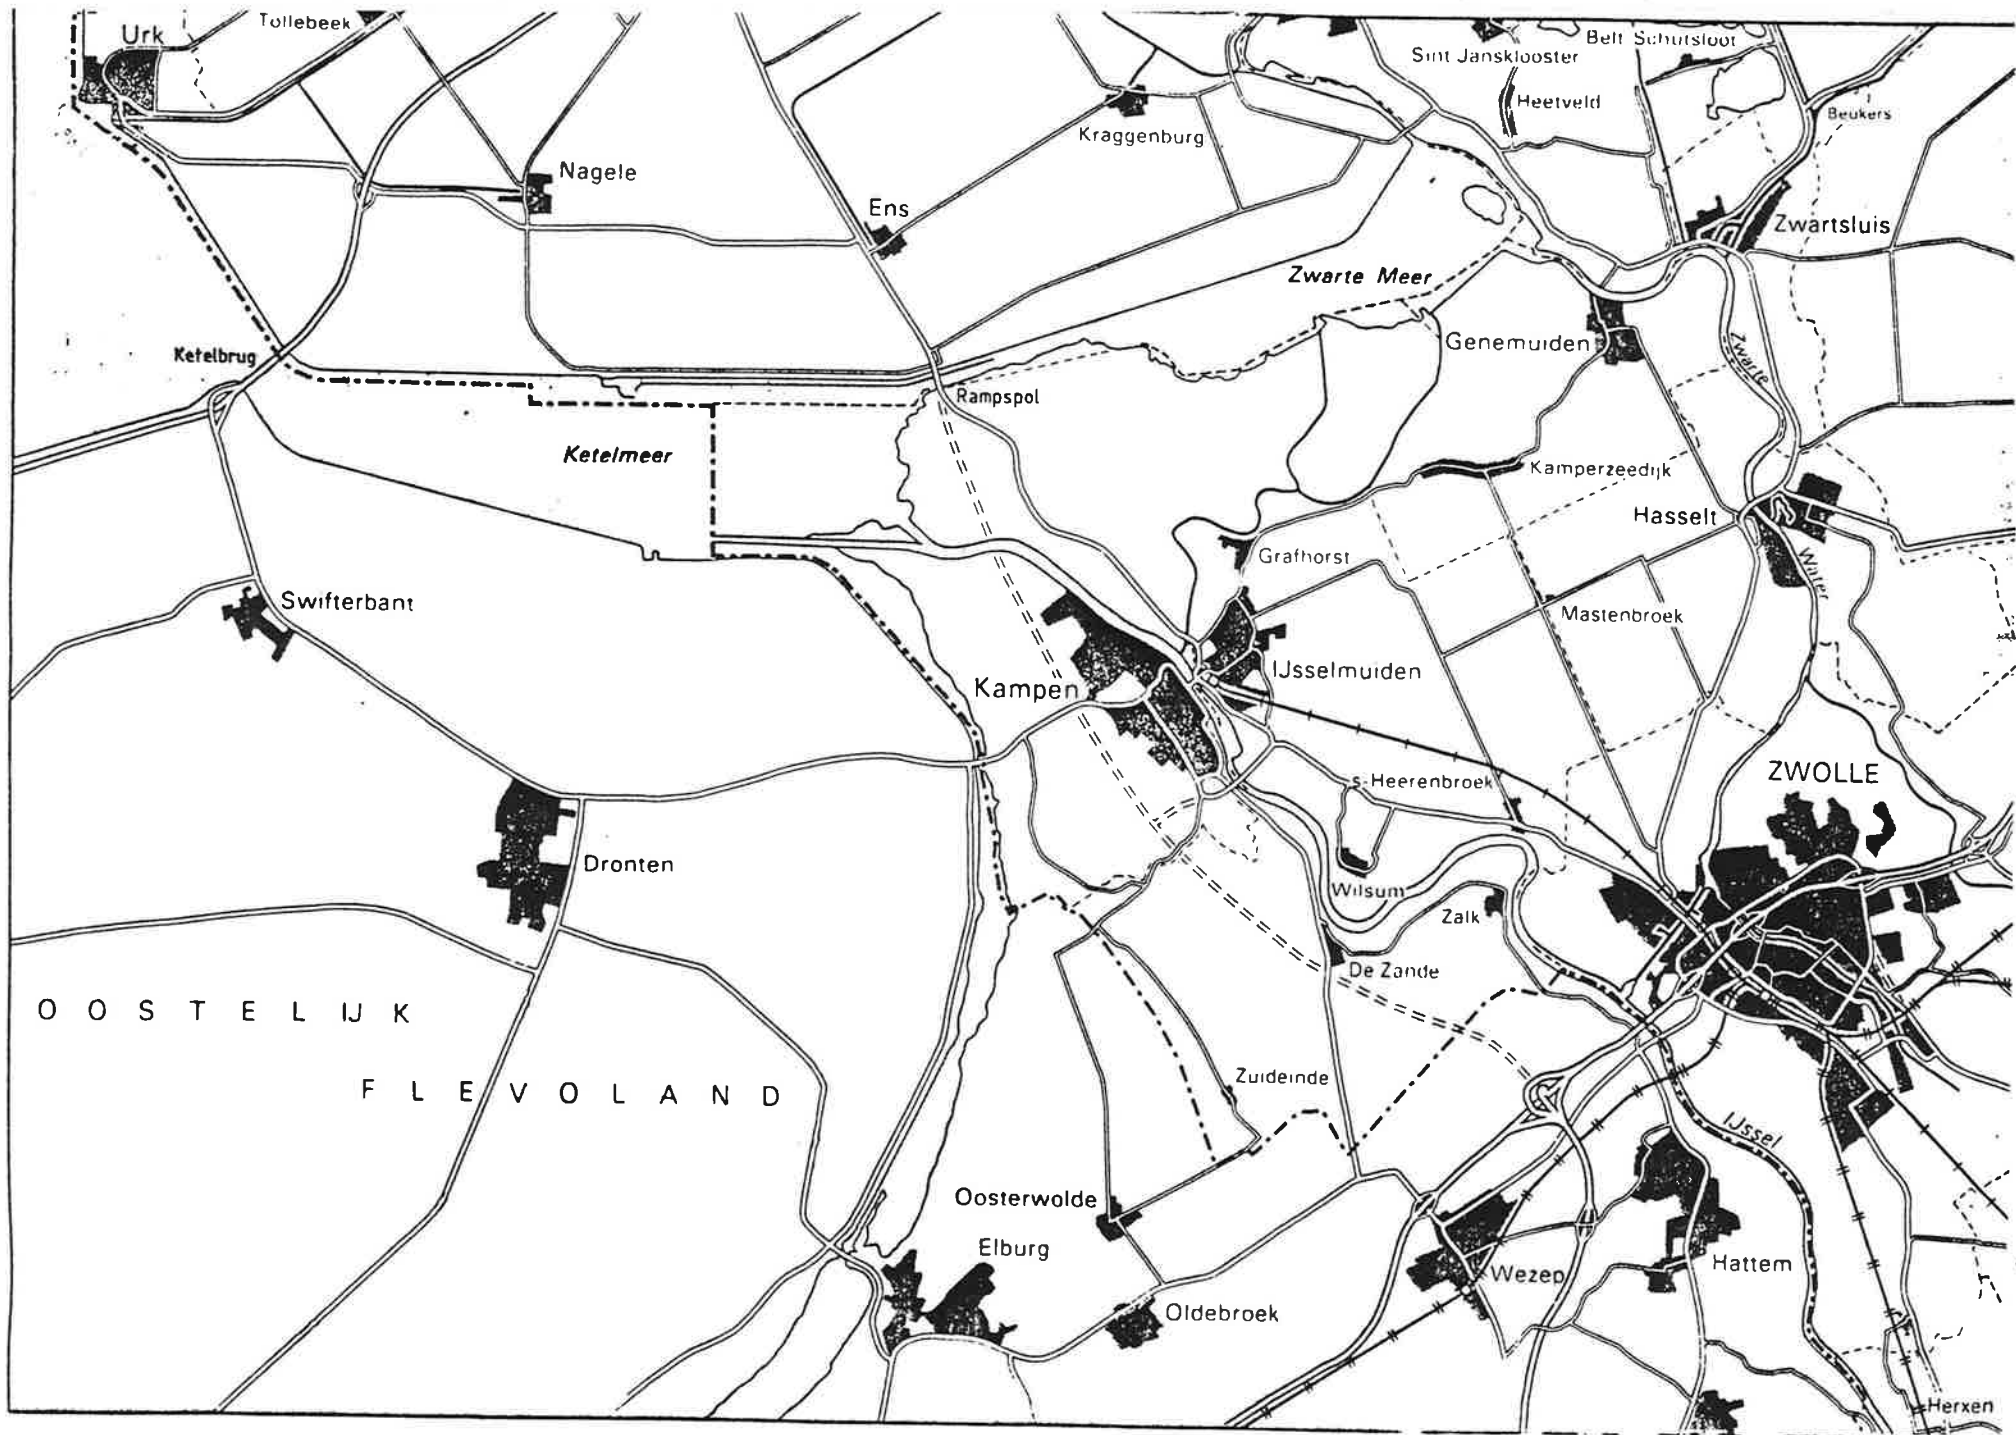 Urk
Tollebeek
Belt Schutsloot
Sint Jansklooster
Heetveld
Beukers
Kraggenburg
Nagele
Ens
Zwartsluis
Zwarte Meer
Genemuiden
Zwarte
Ketelbrug
Rampspol
Ketelmeer
Kamperzeedijk
Hasselt
Grafhorst
Water
Swifterbant
Mastenbroek
IJsselmuiden
Kampen
ZWOLLE
s-Heerenbroek
Dronten
Wilsum
Zalk
De Zande
OOSTELIJK
FLEVOLAND
Zuideinde
IJssel
Oosterwolde
Elburg
Hattem
Wezep
Oldebroek
Herxen